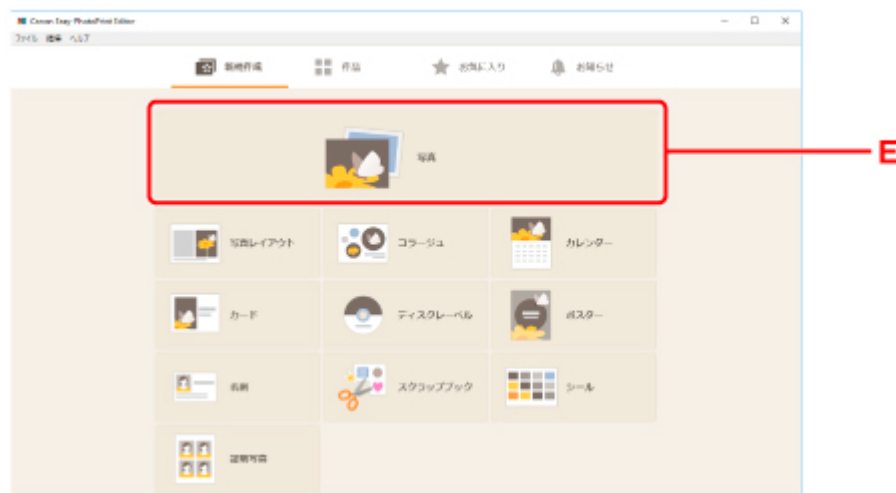 Canon Easy-PhotoPrint Editor
ファイル 編集 ヘルプ
新規作成 作品 お気に入り お知らせ
写真
E
写真レイアウト コラージュ カレンダー
カード ディスクレーベル ポスター
名刺 スクラップブック シール
証明写真